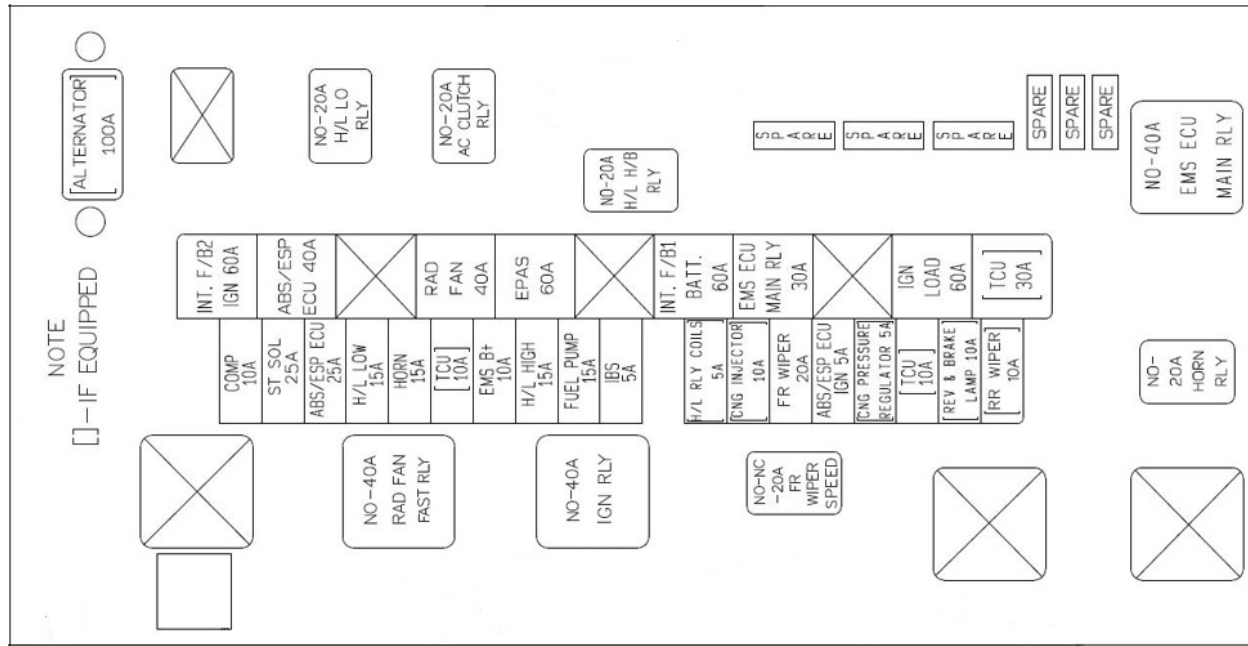 NOTE
[]-IF EQUIPPED
[ALTERNATOR]
100A
NO-20A
H/L LO
RLY
NO-20A
AC CLUTCH
RLY
NO-20A
H/L H/B
RLY
SPARE
SPARE
SPARE
SPARE
SPARE
SPARE
NO-40A
EMS ECU
MAIN RLY
INT. F/B2
IGN 60A
ABS/ESP
ECU 40A
RAD
FAN
40A
EPAS
60A
INT. F/B1
BATT.
60A
EMS ECU
MAIN RLY
30A
IGN
LOAD
60A
[TCU
30A]
COMP
10A
ST SOL
25A
ABS/ESP ECU
25A
H/L LOW
15A
HORN
15A
[TCU
10A]
EMS B+
10A
H/L HIGH
15A
FUEL PUMP
15A
IBS
5A
[H/L RLY COILS
5A]
[CNG INJECTOR
10A]
FR WIPER
20A
ABS/ESP ECU
IGN 5A
[CNG PRESSURE
REGULATOR 5A]
[TCU
10A]
[REV & BRAKE
LAMP 10A]
[RR WIPER
10A]
NO-
20A
HORN
RLY
NO-40A
RAD FAN
FAST RLY
NO-40A
IGN RLY
NO-NC
-20A
FR
WIPER
SPEED